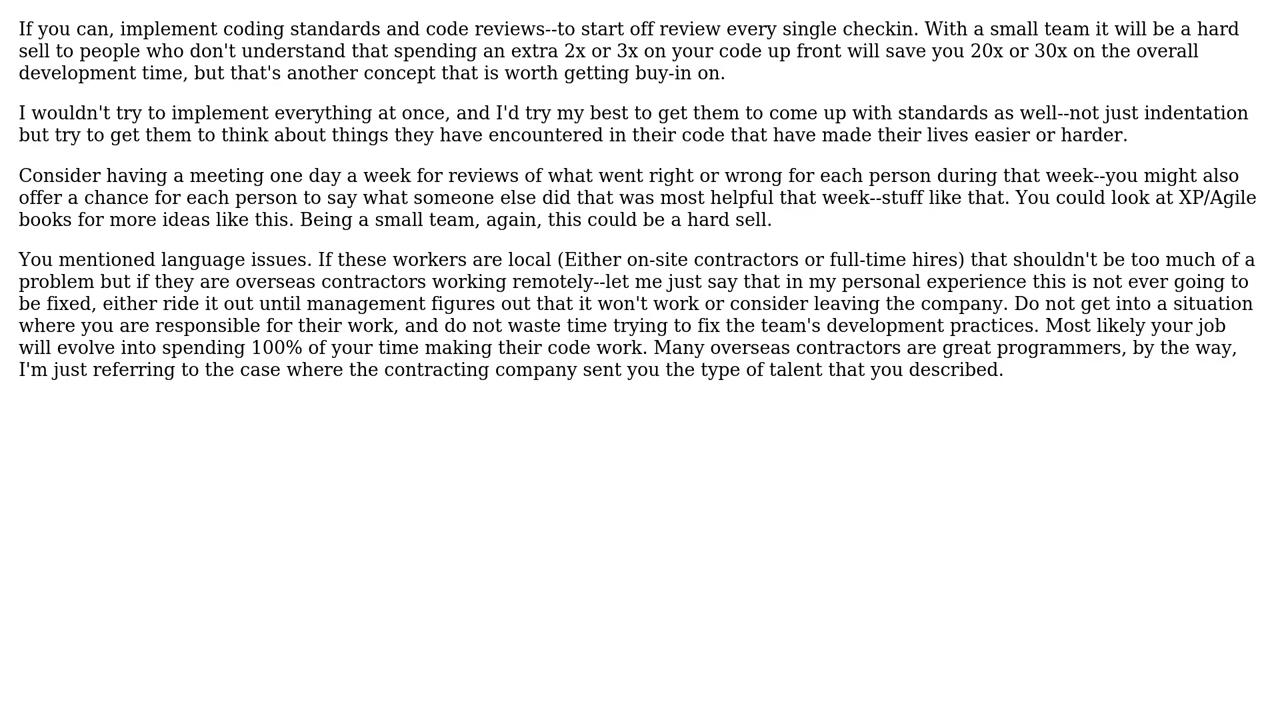 If you can, implement coding standards and code reviews--to start off review every single checkin. With a small team it will be a hard
sell to people who don't understand that spending an extra 2x or 3x on your code up front will save you 20x or 30x on the overall
development time, but that's another concept that is worth getting buy-in on.
I wouldn't try to implement everything at once, and I'd try my best to get them to come up with standards as well--not just indentation
but try to get them to think about things they have encountered in their code that have made their lives easier or harder.
Consider having a meeting one day a week for reviews of what went right or wrong for each person during that week--you might also
offer a chance for each person to say what someone else did that was most helpful that week--stuff like that. You could look at XP/Agile
books for more ideas like this. Being a small team, again, this could be a hard sell.
You mentioned language issues. If these workers are local (Either on-site contractors or full-time hires) that shouldn't be too much of a
problem but if they are overseas contractors working remotely--let me just say that in my personal experience this is not ever going to
be fixed, either ride it out until management figures out that it won't work or consider leaving the company. Do not get into a situation
where you are responsible for their work, and do not waste time trying to fix the team's development practices. Most likely your job
will evolve into spending 100% of your time making their code work. Many overseas contractors are great programmers, by the way,
I'm just referring to the case where the contracting company sent you the type of talent that you described.